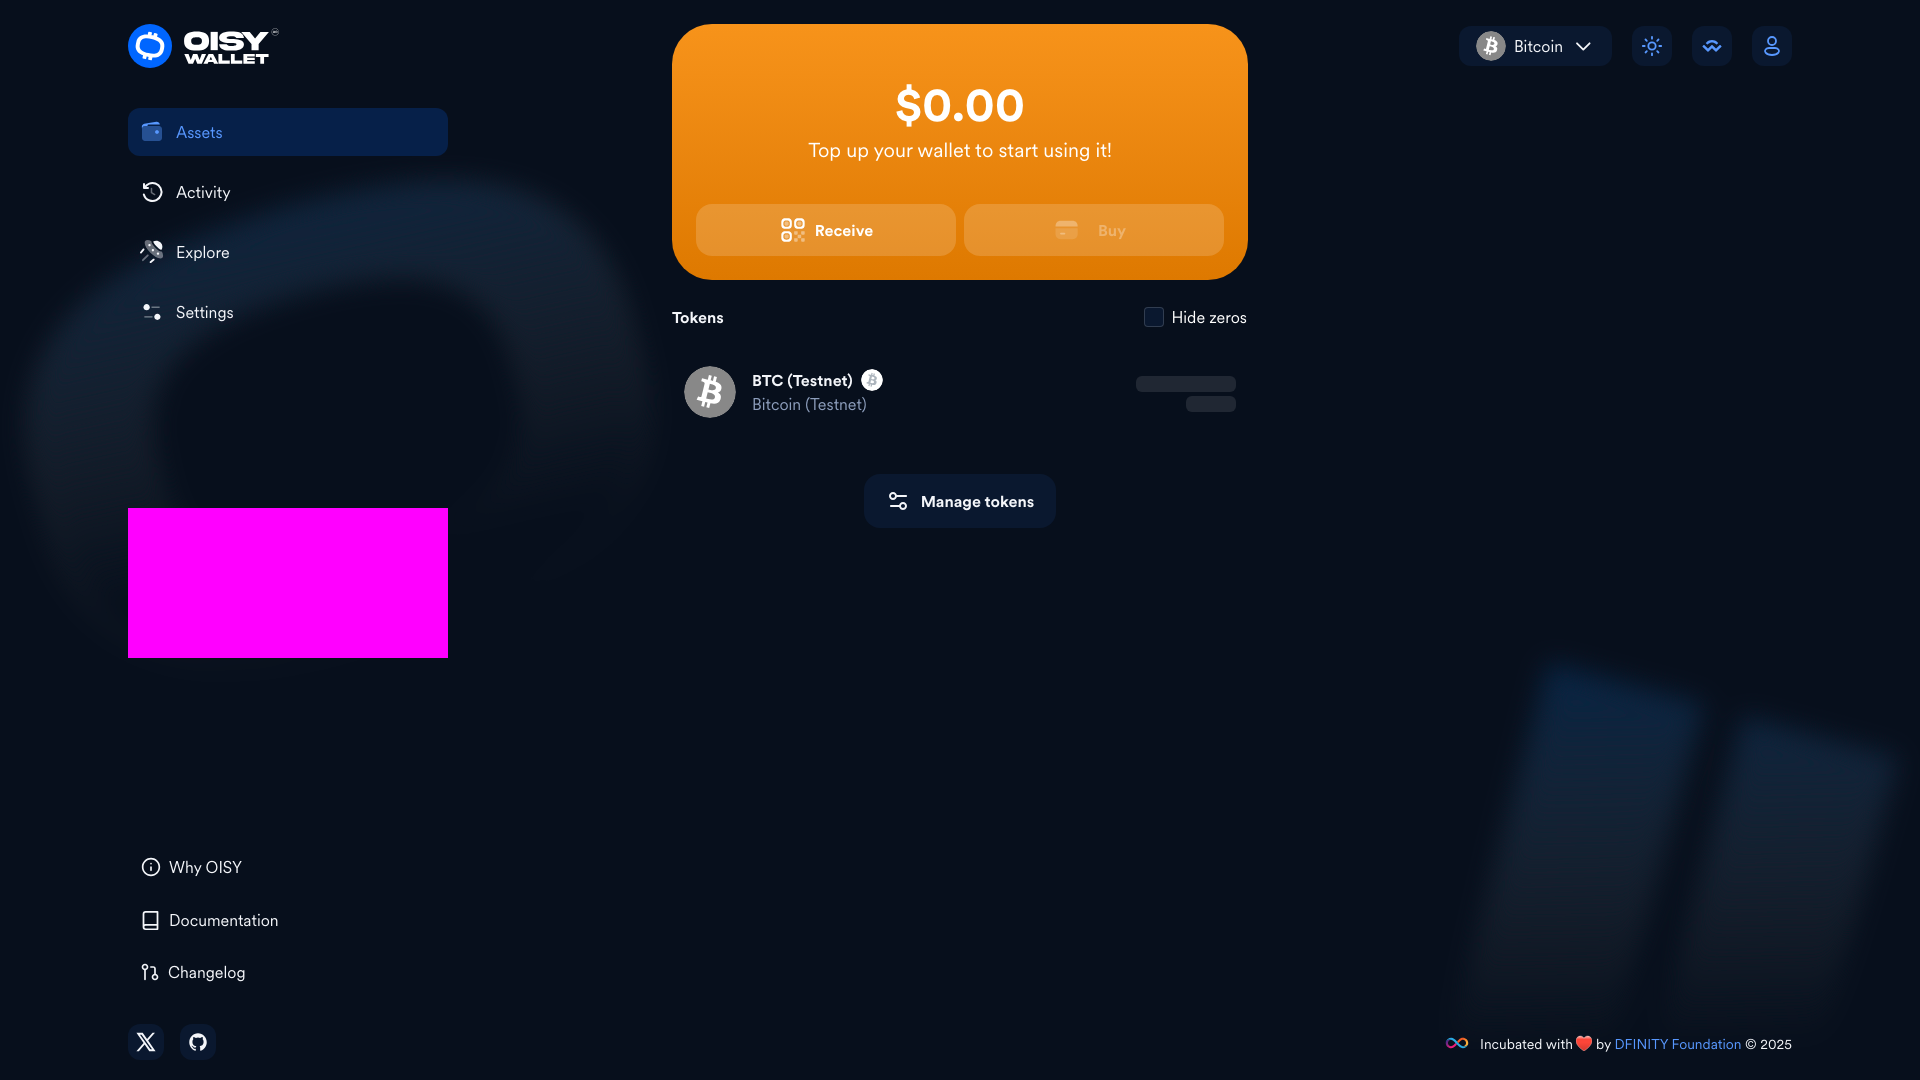 OISY
WALLET
Bitcoin
Assets
Activity
Explore
Settings
$0.00
Top up your wallet to start using it!
Receive
Buy
Tokens
Hide zeros
BTC (Testnet)
Bitcoin (Testnet)
Manage tokens
Why OISY
Documentation
Changelog
Incubated with ❤️ by DFINITY Foundation © 2025